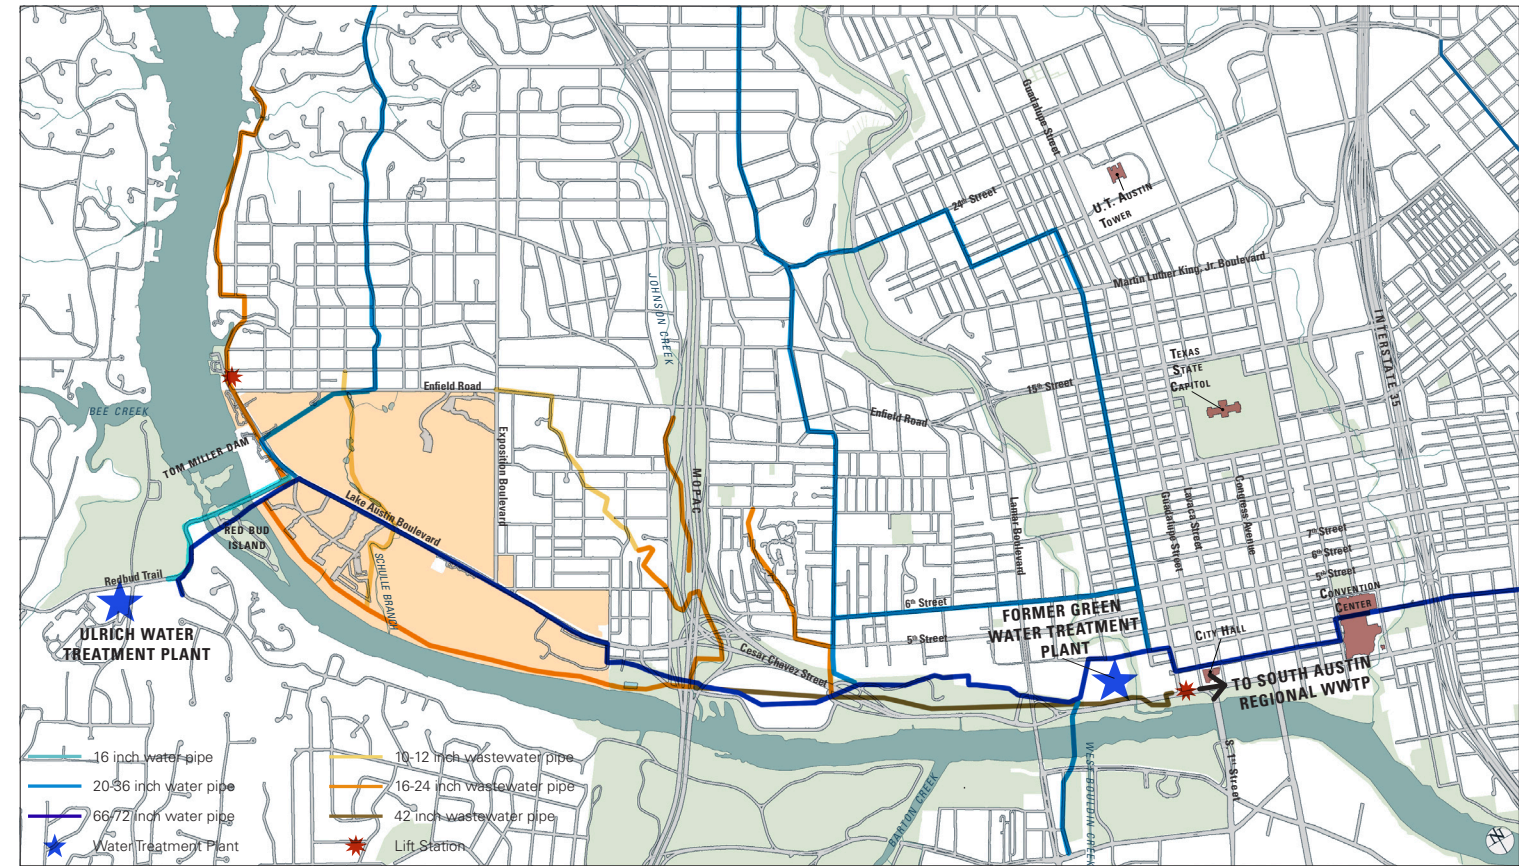 Guadalupe Street
24th Street
U.T. AUSTIN
TOWER
Martin Luther King, Jr. Boulevard
JOHNSON CREEK
INTERSTATE 35
TEXAS
STATE
CAPITOL
15th Street
Enfield Road
Enfield Road
BEE CREEK
TOM MILLER DAM
Exposition Boulevard
MOPAC
Lake Austin Boulevard
RED BUD
ISLAND
Lamar Boulevard
Guadalupe Street
Lavaca Street
Congress Avenue
7th Street
6th Street
5th Street
CONVENTION
CENTER
Redbud Trail
SCHULLE BRANCH
ULRICH WATER
TREATMENT PLANT
6th Street
5th Street
FORMER GREEN
WATER TREATMENT
PLANT
CITY HALL
Cesar Chavez Street
TO SOUTH AUSTIN
REGIONAL WWTP
S. 1st Street
WEST BOULDIN CREEK
BARTON CREEK
16 inch water pipe
20-36 inch water pipe
66-72 inch water pipe
Water Treatment Plant
10-12 inch wastewater pipe
16-24 inch wastewater pipe
42 inch wastewater pipe
Lift Station
N